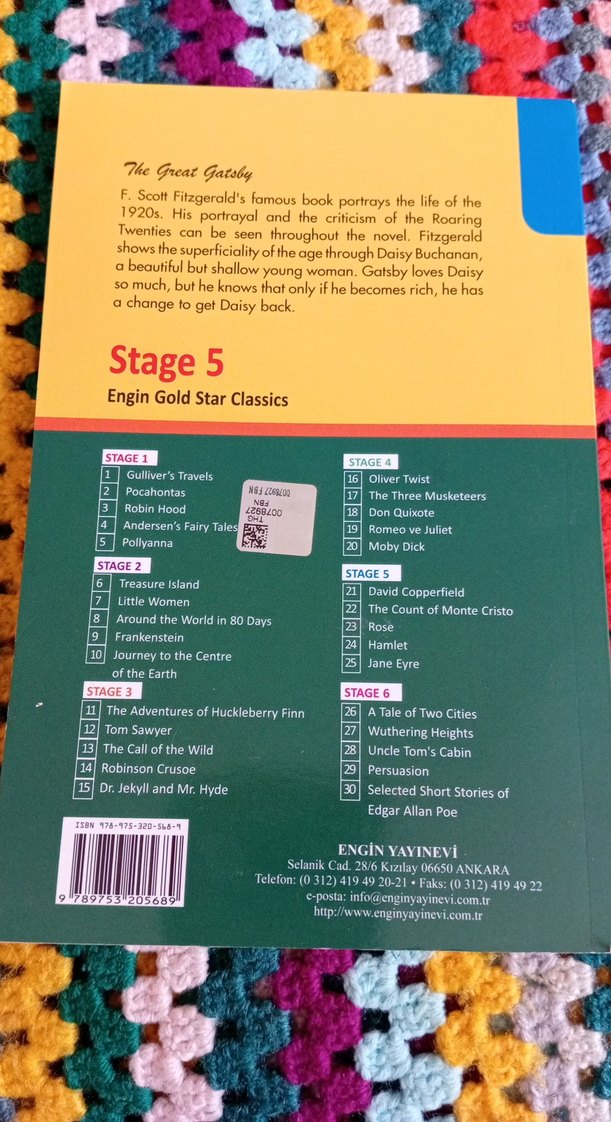 The Great Gatsby
F. Scott Fitzgerald's famous book portrays the life of the
1920s. His portrayal and the criticism of the Roaring
Twenties can be seen throughout the novel. Fitzgerald
shows the superficiality of the age through Daisy Buchanan,
a beautiful but shallow young woman. Gatsby loves Daisy
so much, but he knows that only if he becomes rich, he has
a change to get Daisy back.
Stage 5
Engin Gold Star Classics
STAGE 1
1 Gulliver's Travels
2 Pocahontas
3 Robin Hood
4 Andersen's Fairy Tales
5 Pollyanna
STAGE 2
6 Treasure Island
7 Little Women
8 Around the World in 80 Days
9 Frankenstein
10 Journey to the Centre
of the Earth
STAGE 3
11 The Adventures of Huckleberry Finn
12 Tom Sawyer
13 The Call of the Wild
14 Robinson Crusoe
15 Dr. Jekyll and Mr. Hyde
0078927 FBN
THG
0078927
FBN
STAGE 4
16 Oliver Twist
17 The Three Musketeers
18 Don Quixote
19 Romeo ve Juliet
20 Moby Dick
STAGE 5
21 David Copperfield
22 The Count of Monte Cristo
23 Rose
24 Hamlet
25 Jane Eyre
STAGE 6
26 A Tale of Two Cities
27 Wuthering Heights
28 Uncle Tom's Cabin
29 Persuasion
30 Selected Short Stories of
Edgar Allan Poe
ISBN 978-975-320-568-9
9 789753 205689
ENGİN YAYINEVİ
Selanik Cad. 28/6 Kızılay 06650 ANKARA
Telefon: (0 312) 419 49 20-21 • Faks: (0 312) 419 49 22
e-posta: info@enginyayinevi.com.tr
http://www.enginyayinevi.com.tr